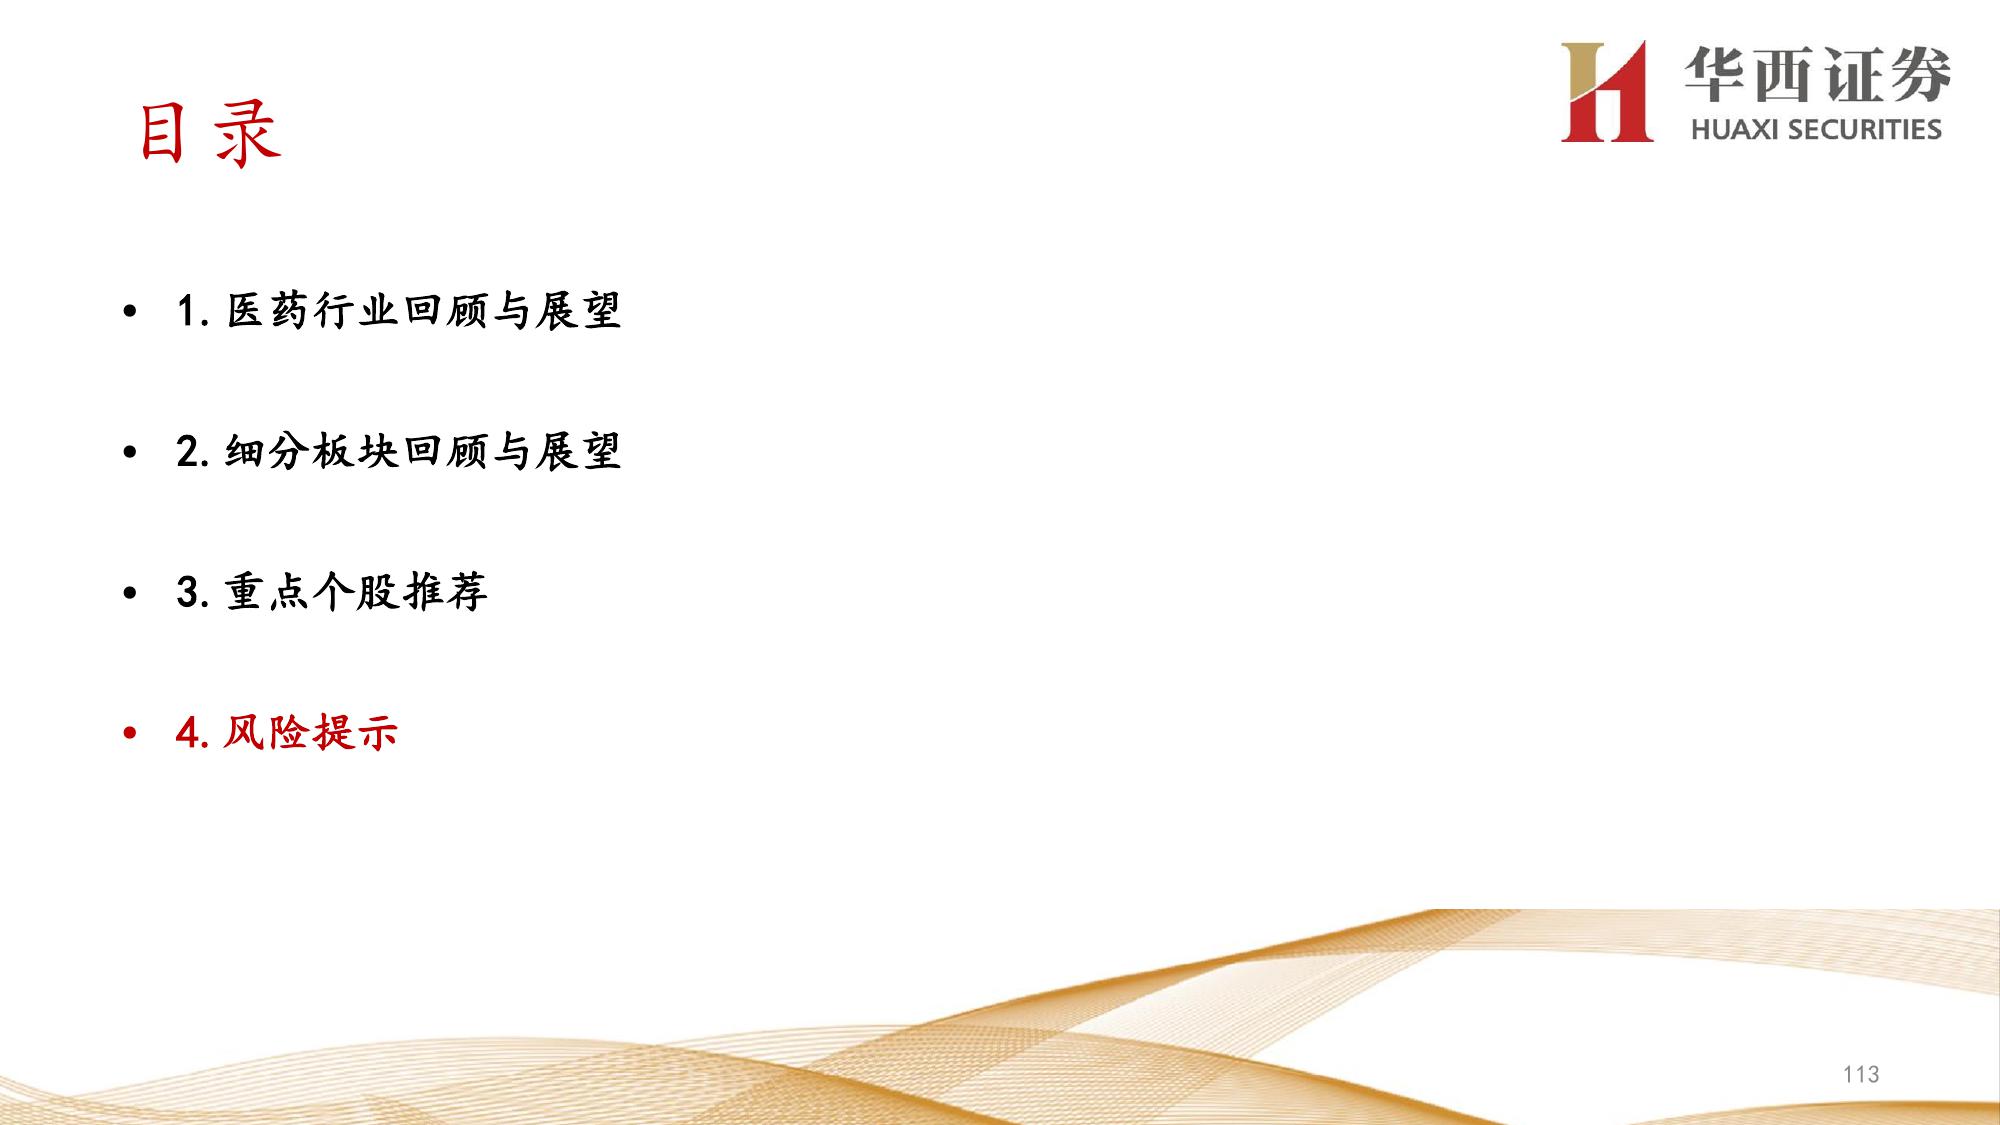 华西证券
HUAXI SECURITIES
目录
• 1.医药行业回顾与展望
• 2.细分板块回顾与展望
• 3.重点个股推荐
• 4.风险提示
113